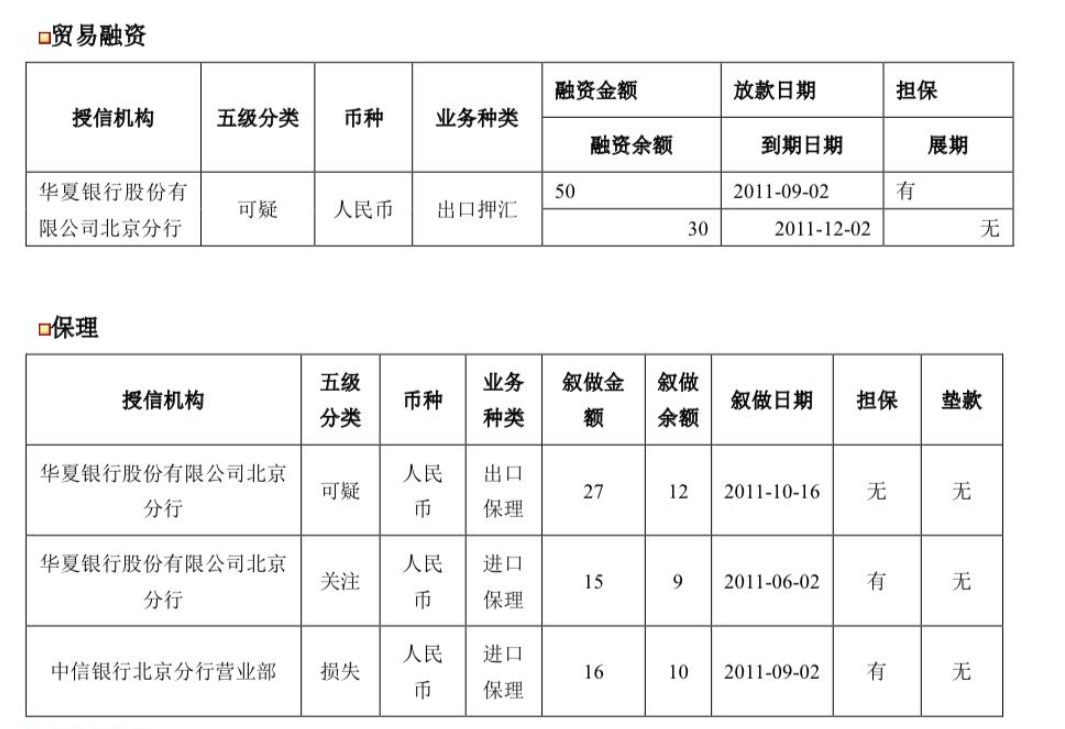 贸易融资
授信机构 五级分类 币种 业务种类 融资金额 放款日期 担保
融资余额 到期日期 展期
华夏银行股份有 可疑 人民币 出口押汇 50 2011-09-02 有
限公司北京分行 30 2011-12-02 无
保理
授信机构 五级 币种 业务 叙做金 叙做 叙做日期 担保 垫款
分类 种类 额 余额
华夏银行股份有限公司北京 可疑 人民 出口 27 12 2011-10-16 无 无
分行 币 保理
华夏银行股份有限公司北京 关注 人民 进口 15 9 2011-06-02 有 无
分行 币 保理
中信银行北京分行营业部 损失 人民 进口 16 10 2011-09-02 有 无
币 保理